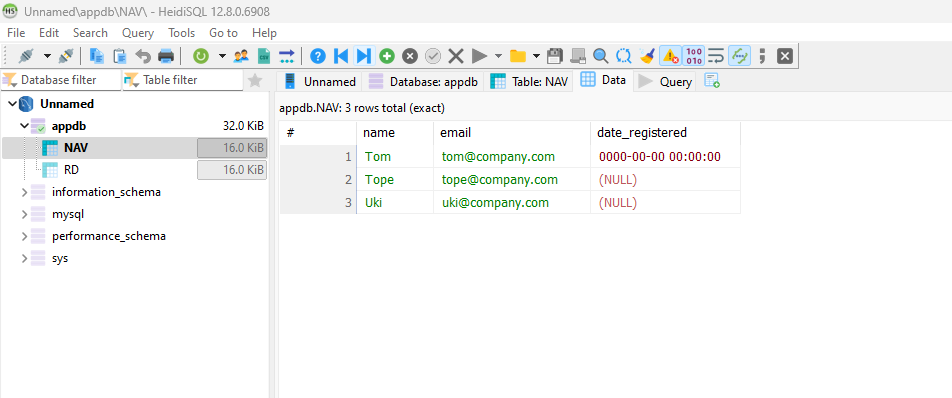 Unnamed\appdb\NAV\ - HeidiSQL 12.8.0.6908
File Edit Search Query Tools Go to Help
Database filter Table filter
Unnamed Database: appdb Table: NAV Data Query
Unnamed
appdb 32.0 KiB
NAV 16.0 KiB
RD 16.0 KiB
information_schema
mysql
performance_schema
sys
appdb.NAV: 3 rows total (exact)
# name email date_registered
1 Tom tom@company.com 0000-00-00 00:00:00
2 Tope tope@company.com (NULL)
3 Uki uki@company.com (NULL)